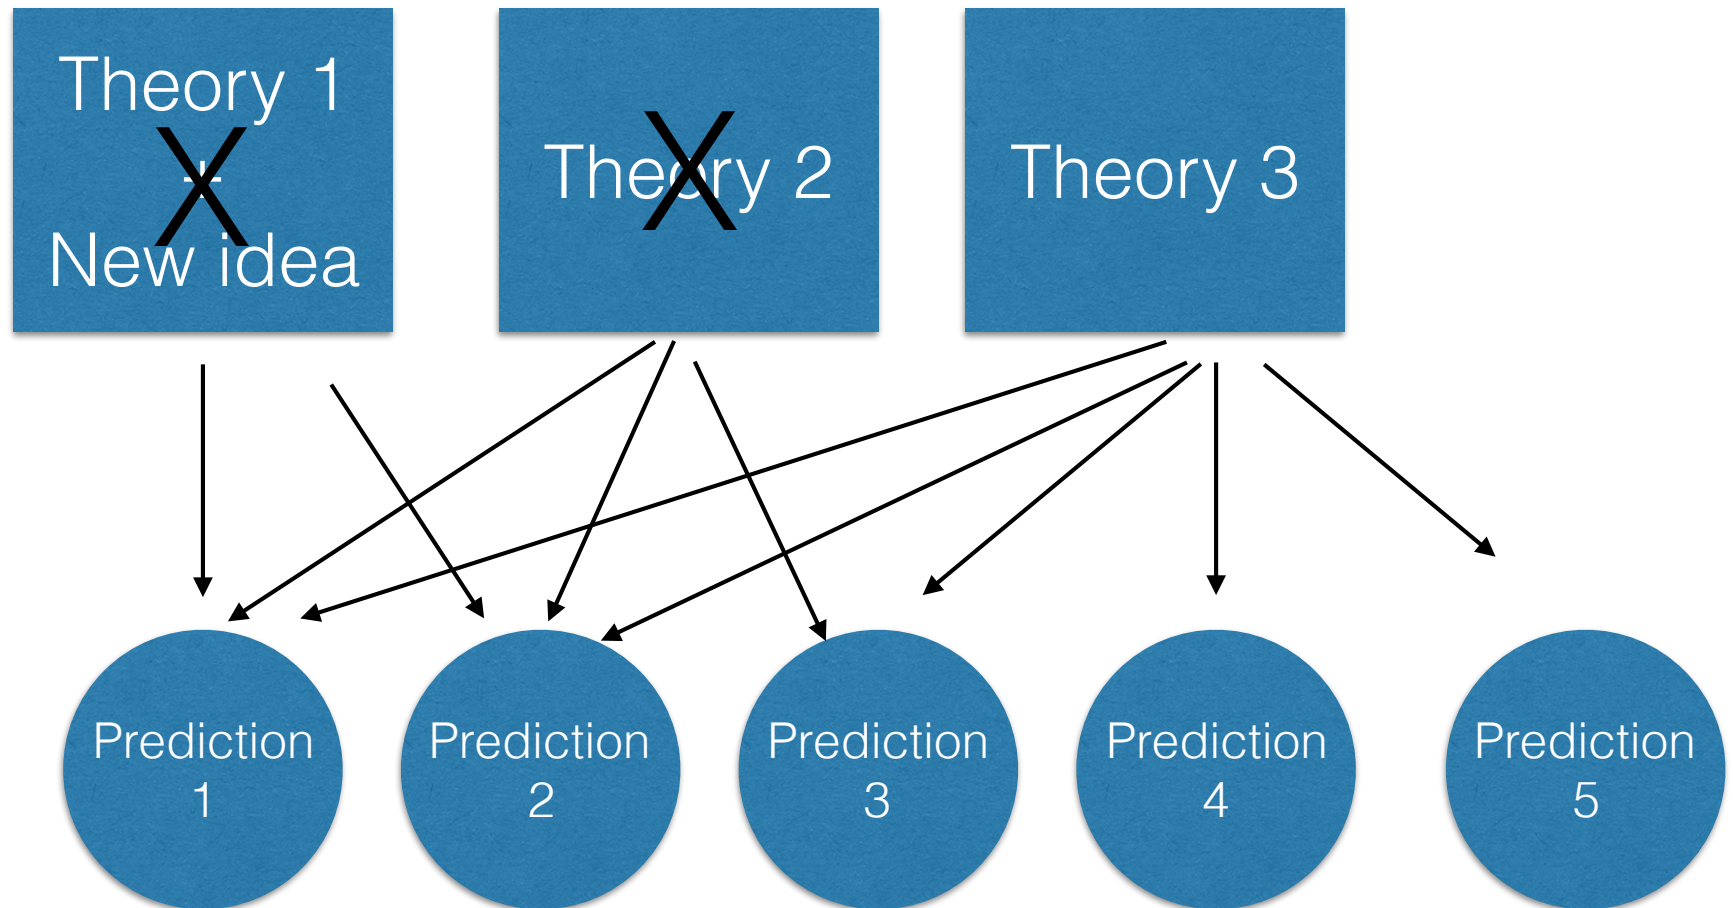 Theory 1
+
New idea
X
Theory 2
X
Theory 3
Prediction
1
Prediction
2
Prediction
3
Prediction
4
Prediction
5